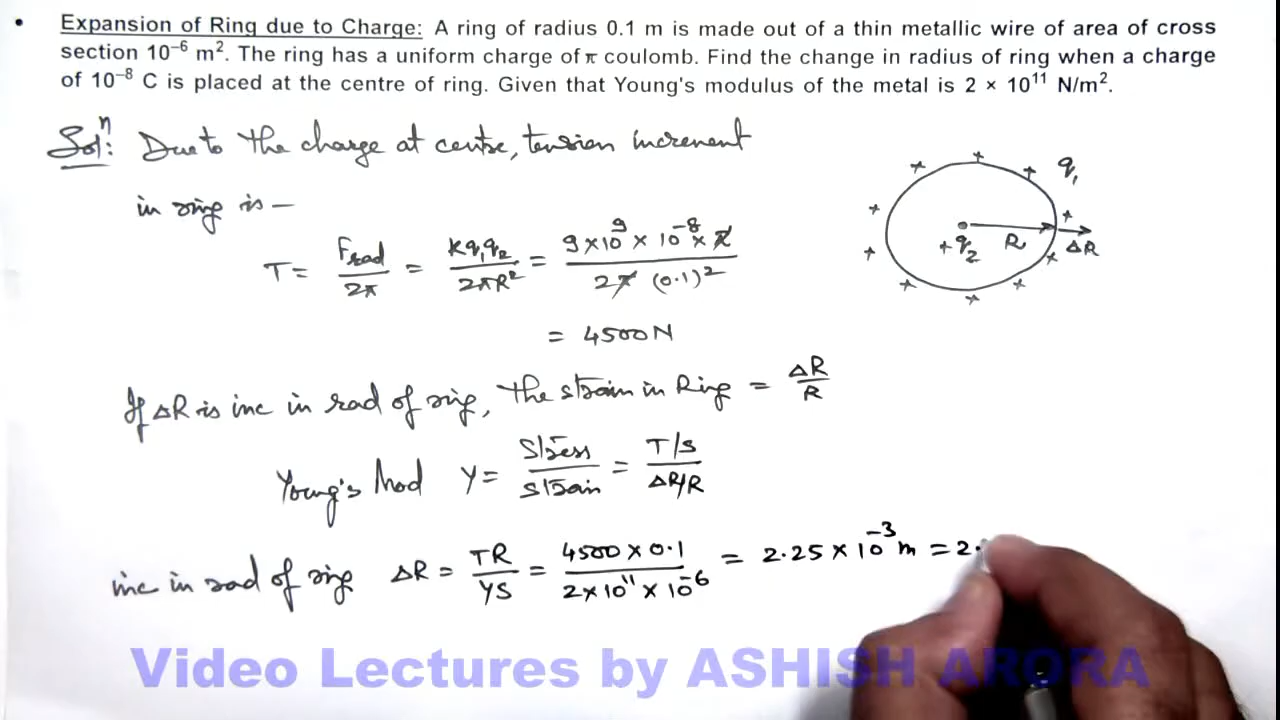 • Expansion of Ring due to Charge: A ring of radius 0.1 m is made out of a thin metallic wire of area of cross
section 10⁻⁶ m². The ring has a uniform charge of π coulomb. Find the change in radius of ring when a charge
of 10⁻⁸ C is placed at the centre of ring. Given that Young's modulus of the metal is 2 × 10¹¹ N/m².
Solⁿ: Due to the charge at centre, tension increment
in ring is —
T = F_rad / 2π = Kq₁q₂ / 2πR² = 9×10⁹ × 10⁻⁸ × π / 2π (0.1)²
= 4500 N
+ + + + + + + + + + +
q₁
+q₂
R
ΔR
If ΔR is inc in rad of ring, the strain in Ring = ΔR/R
Young's Mod Y = Stress/Strain = T/S / ΔR/R
inc in rad of ring ΔR = TR/YS = 4500 × 0.1 / 2×10¹¹ × 10⁻⁶ = 2.25 × 10⁻³ m = 2.
Video Lectures by ASHISH ARORA